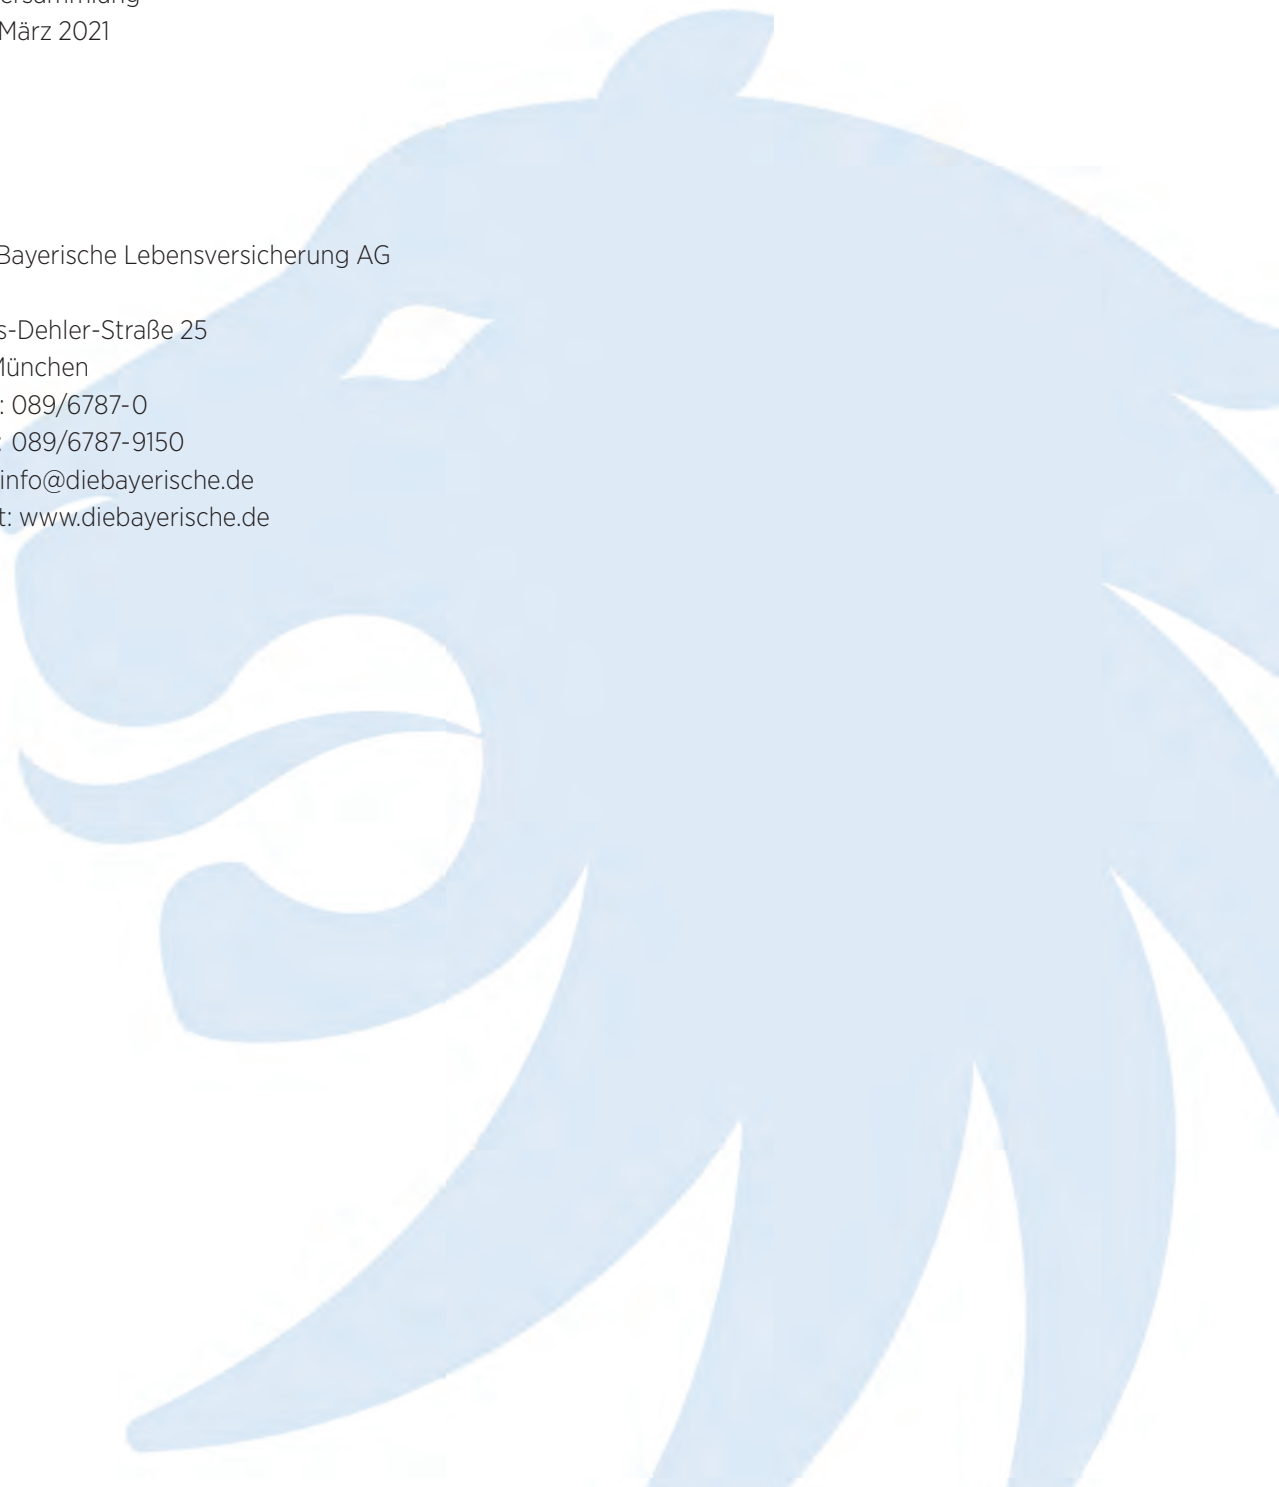 ersammlung
März 2021
Bayerische Lebensversicherung AG
s-Dehler-Straße 25
München
: 089/6787-0
: 089/6787-9150
info@diebayerische.de
t: www.diebayerische.de